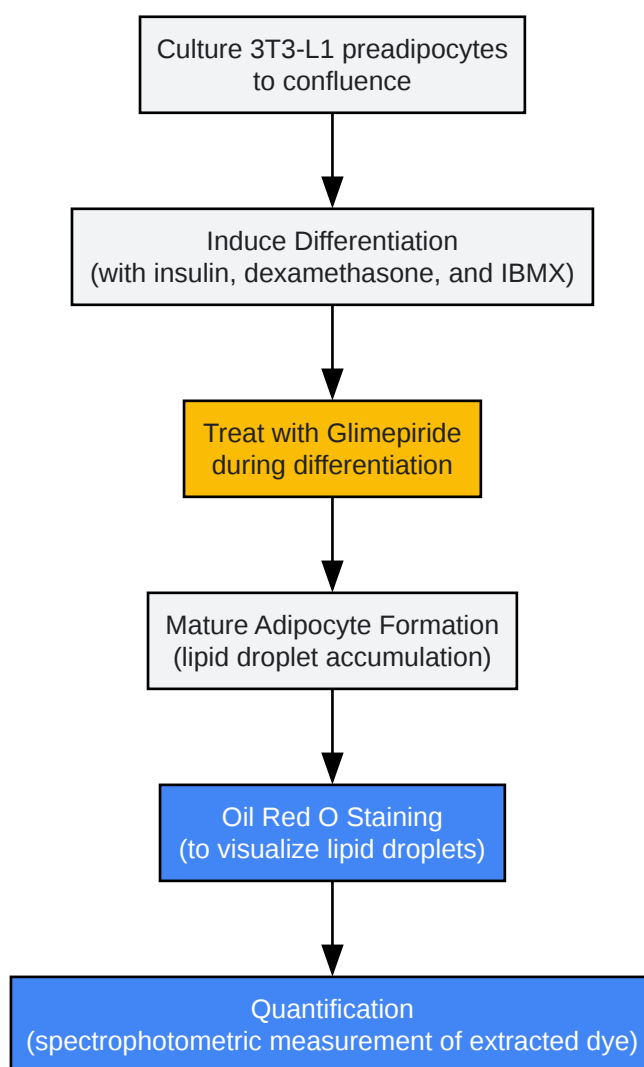 Culture 3T3-L1 preadipocytes
to confluence
Induce Differentiation
(with insulin, dexamethasone, and IBMX)
Treat with Glimepiride
during differentiation
Mature Adipocyte Formation
(lipid droplet accumulation)
Oil Red O Staining
(to visualize lipid droplets)
Quantification
(spectrophotometric measurement of extracted dye)